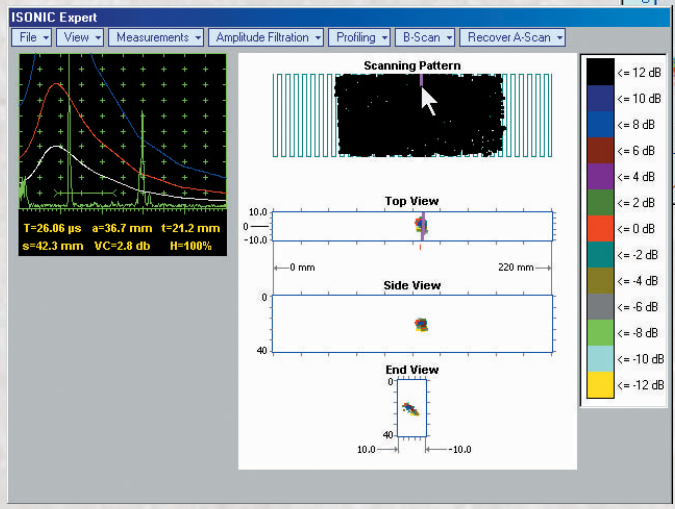 ISONIC Expert
File View Measurements Amplitude Filtration Profiling B-Scan Recover A-Scan
Scanning Pattern
T=26.06 µs a=36.7 mm t=21.2 mm
s=42.3 mm VC=2.8 db H=100%
Top View
10.0
0
-10.0
0 mm 220 mm
Side View
0
40
End View
0
40
10.0 -10.0
<= 12 dB
<= 10 dB
<= 8 dB
<= 6 dB
<= 4 dB
<= 2 dB
<= 0 dB
<= -2 dB
<= -4 dB
<= -6 dB
<= -8 dB
<= -10 dB
<= -12 dB